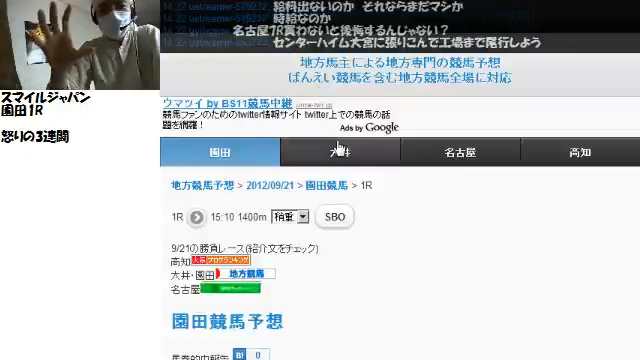 給料出ないのか それならまだマシか
時給なのか
名古屋1R買わないと後悔するんじゃない？
センターハイム大宮に張りこんで工場まで尾行しよう
スマイルジャパン
園田1R
怒りの3連闘
地方馬主による地方専門の競馬予想
ばんえい競馬を含む地方競馬全場に対応
ウマツイ by BS11競馬中継
競馬ファンのためのtwitter情報サイト twitter上での競馬の話
題を網羅！
Ads by Google
園田 大井 名古屋 高知
地方競馬予想 > 2012/09/21 > 園田競馬 > 1R
1R 15:10 1400m 稍重 SBO
9/21の勝負レース(紹介文をチェック)
高知
大井・園田 地方競馬
名古屋
園田競馬予想
馬券的中報告 B! 0